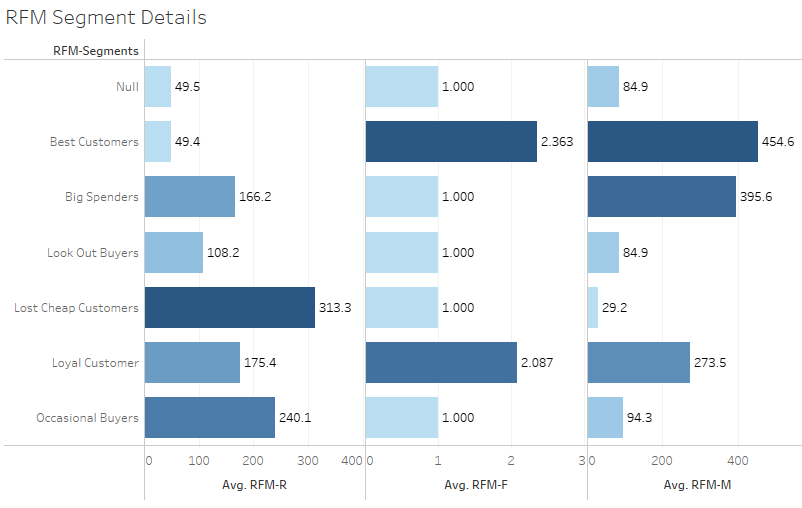 RFM Segment Details
RFM-Segments
Null 49.5 1.000 84.9
Best Customers 49.4 2.363 454.6
Big Spenders 166.2 1.000 395.6
Look Out Buyers 108.2 1.000 84.9
Lost Cheap Customers 313.3 1.000 29.2
Loyal Customer 175.4 2.087 273.5
Occasional Buyers 240.1 1.000 94.3
0 100 200 300 400 0 1 2 3 0 200 400
Avg. RFM-R Avg. RFM-F Avg. RFM-M